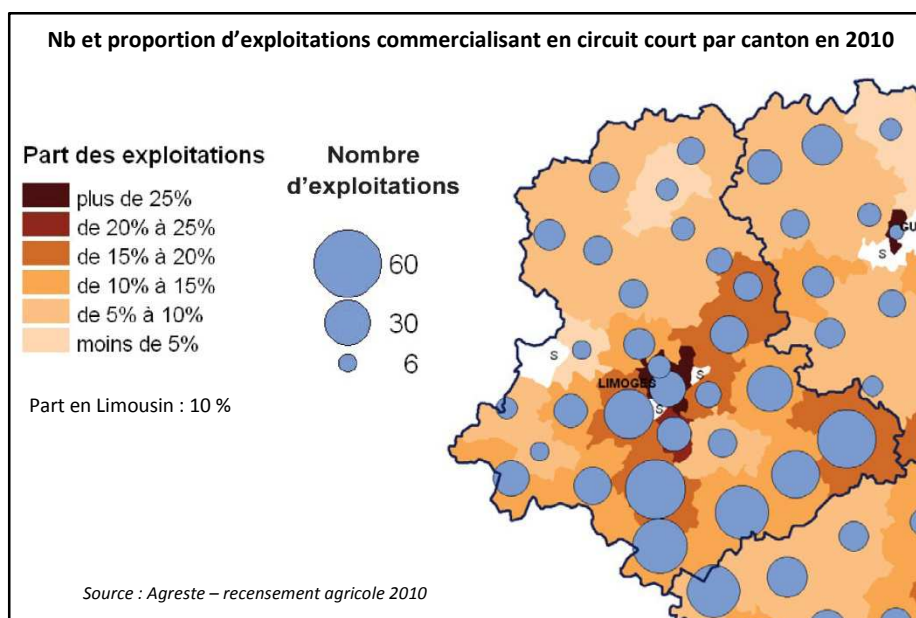 Nb et proportion d’exploitations commercialisant en circuit court par canton en 2010
Part des exploitations
plus de 25%
de 20% à 25%
de 15% à 20%
de 10% à 15%
de 5% à 10%
moins de 5%
Nombre
d’exploitations
60
30
6
Part en Limousin : 10 %
GU
S
S
S
LIMOGES
S
Source : Agreste – recensement agricole 2010